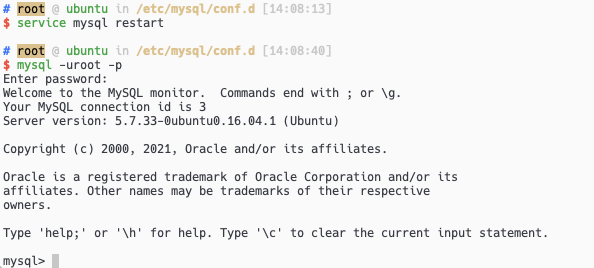 # root @ ubuntu in /etc/mysql/conf.d [14:08:13]
$ service mysql restart
# root @ ubuntu in /etc/mysql/conf.d [14:08:40]
$ mysql -uroot -p
Enter password:
Welcome to the MySQL monitor.  Commands end with ; or \g.
Your MySQL connection id is 3
Server version: 5.7.33-0ubuntu0.16.04.1 (Ubuntu)
Copyright (c) 2000, 2021, Oracle and/or its affiliates.
Oracle is a registered trademark of Oracle Corporation and/or its
affiliates. Other names may be trademarks of their respective
owners.
Type 'help;' or '\h' for help. Type '\c' to clear the current input statement.
mysql>